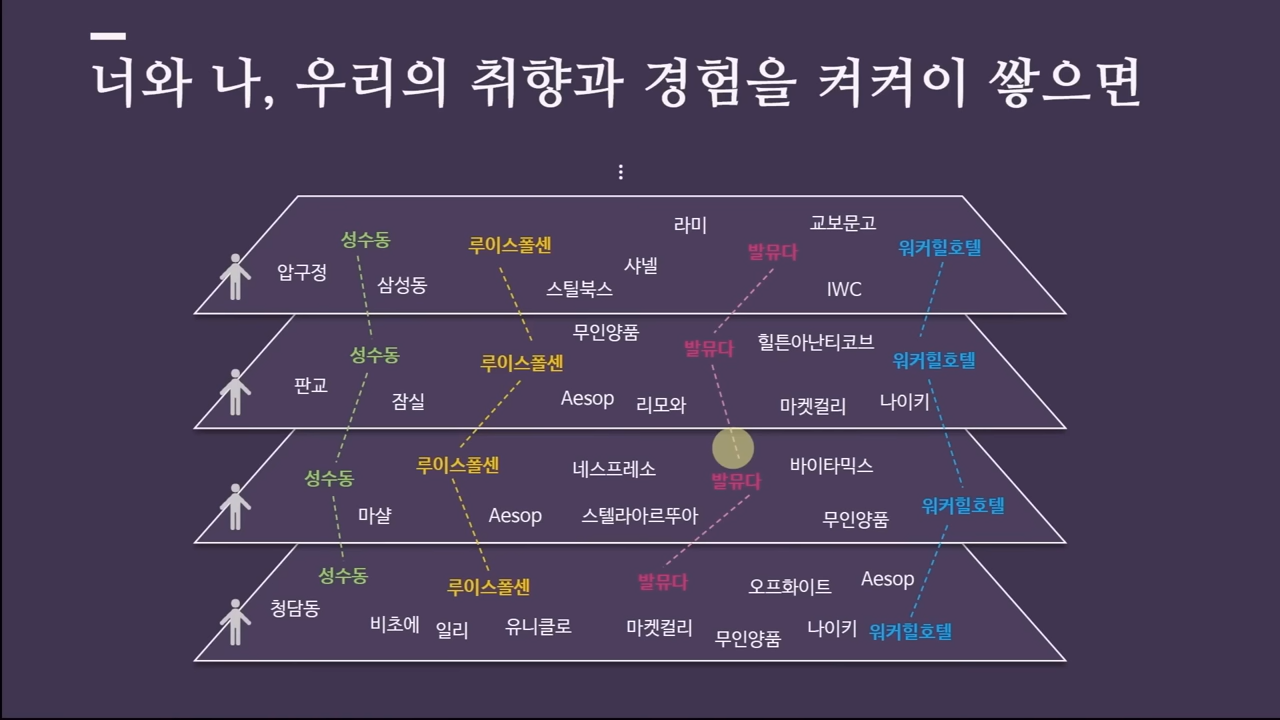 너와 나, 우리의 취향과 경험을 켜켜이 쌓으면
라미 교보문고
성수동 루이스폴센 발뮤다 워커힐호텔
압구정 삼성동 샤넬
스틸북스 IWC
무인양품 힐튼아난티코브
성수동 루이스폴센 발뮤다 워커힐호텔
판교 잠실 Aesop 리모와 마켓컬리 나이키
루이스폴센 네스프레소 바이타믹스
성수동 발뮤다 워커힐호텔
마샬 Aesop 스텔라아르뚜아 무인양품
성수동 루이스폴센 발뮤다 오프화이트 Aesop
청담동 비초에 일리 유니클로 마켓컬리 무인양품 나이키 워커힐호텔